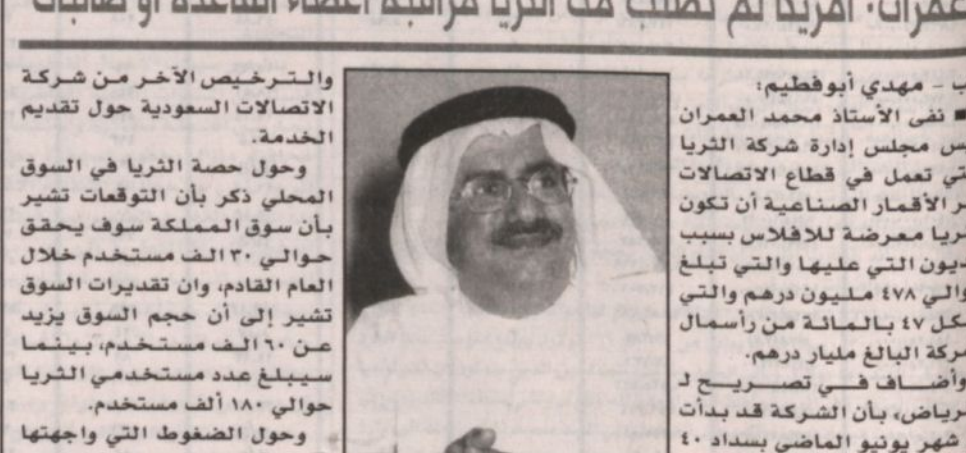 عمران: أمريكا لم تطلب من الثريا مراقبة أعضاء القاعدة أو طالبان
ب - مهدي أبوفطيم:
■ نفى الأستاذ محمد العمران
يس مجلس إدارة شركة الثريا
تي تعمل في قطاع الاتصالات
ر الأقمار الصناعية أن تكون
ريا معرضة للافلاس بسبب
ديون التي عليها والتي تبلغ
والي ٤٧٨ مليون درهم والتي
كل ٤٧ بالمائة من رأسمال
مركة البالغ مليار درهم.
وأضاف في تصريح لـ
رياض، بأن الشركة قد بدأت
شهر يونيو الماضي بسداد ٤٠
والترخيص الآخر من شركة
الاتصالات السعودية حول تقديم
الخدمة.
وحول حصة الثريا في السوق
المحلي ذكر بأن التوقعات تشير
بأن سوق المملكة سوف يحقق
حوالي ٣٠ الف مستخدم خلال
العام القادم، وان تقديرات السوق
تشير إلى أن حجم السوق يزيد
عن ٦٠ الف مستخدم، بينما
سيبلغ عدد مستخدمي الثريا
حوالي ١٨٠ ألف مستخدم.
وحول الضغوط التي واجهتها